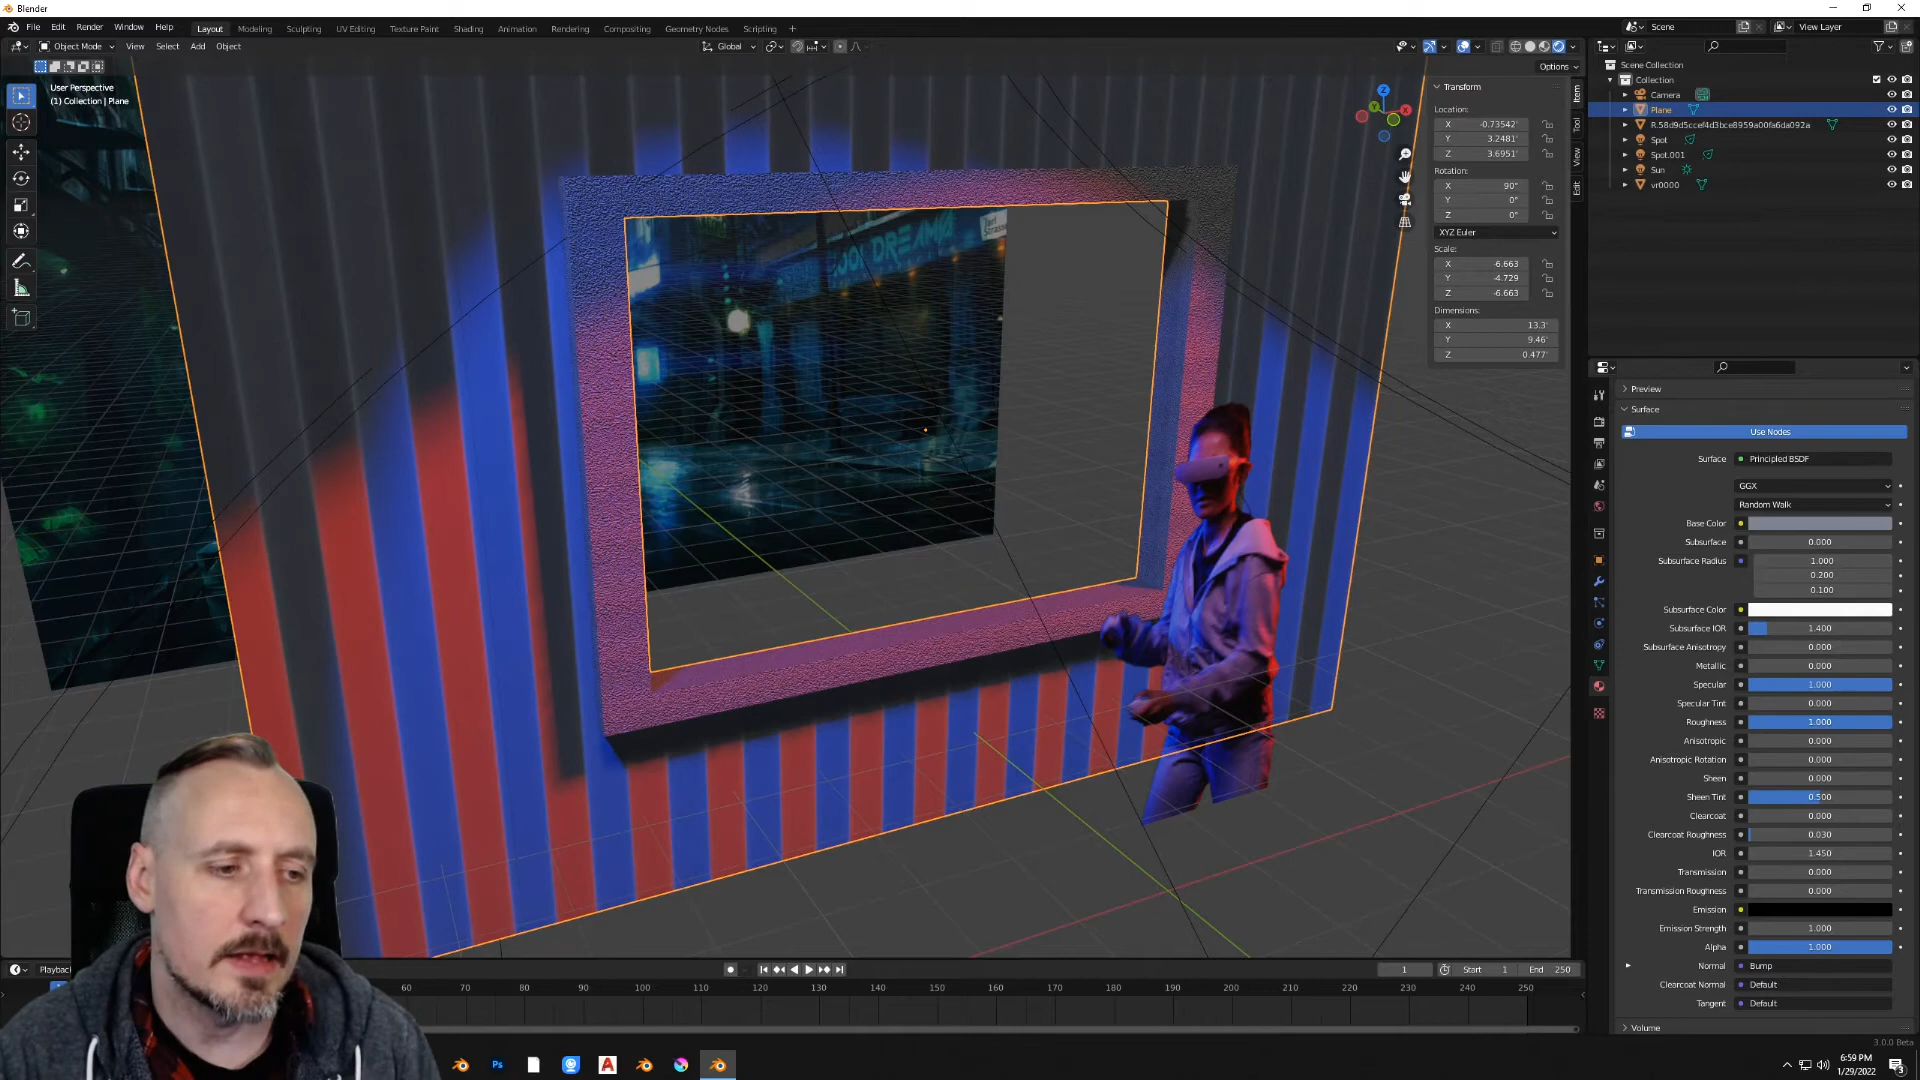 Blender
File Edit Render Window Help
Layout Modeling Sculpting UV Editing Texture Paint Shading Animation Rendering Compositing Geometry Nodes Scripting +
Scene
View Layer
Object Mode View Select Add Object
Global
Options
User Perspective
(1) Collection | Plane
Transform
Location:
X -0.73542'
Y 3.2481'
Z 3.6951'
Rotation:
X 90°
Y 0°
Z 0°
XYZ Euler
Scale:
X -6.663
Y -4.729
Z -6.663
Dimensions:
X 13.3'
Y 9.46'
Z 0.477'
Item
Tool
View
Edit
Scene Collection
Collection
Camera
Plane
R.58d9d5ccef4d3bce8959a00fa6da092a
Spot
Spot.001
Sun
vr0000
Preview
Surface
Use Nodes
Surface Principled BSDF
GGX
Random Walk
Base Color
Subsurface 0.000
Subsurface Radius 1.000
0.200
0.100
Subsurface Color
Subsurface IOR 1.400
Subsurface Anisotropy 0.000
Metallic 0.000
Specular 1.000
Specular Tint 0.000
Roughness 1.000
Anisotropic 0.000
Anisotropic Rotation 0.000
Sheen 0.000
Sheen Tint 0.500
Clearcoat 0.000
Clearcoat Roughness 0.030
IOR 1.450
Transmission 0.000
Transmission Roughness 0.000
Emission
Emission Strength 1.000
Alpha 1.000
Normal Bump
Clearcoat Normal Default
Tangent Default
Volume
3.0.0 Beta
Playback
1 Start 1 End 250
60 70 80 90 100 110 120 130 140 150 160 170 180 190 200 210 220 230 240 250
Ps
A
6:59 PM
1/29/2022
3